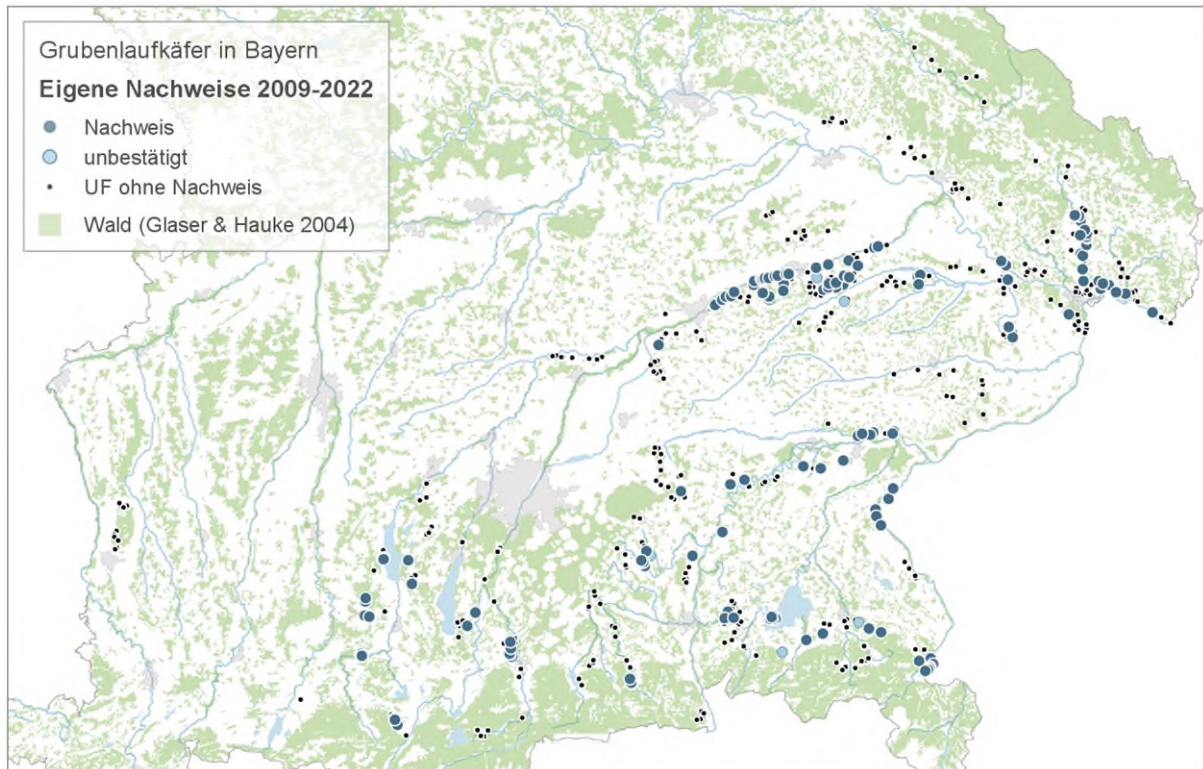 Grubenlaufkäfer in Bayern
Eigene Nachweise 2009-2022
Nachweis
unbestätigt
UF ohne Nachweis
Wald (Glaser & Hauke 2004)